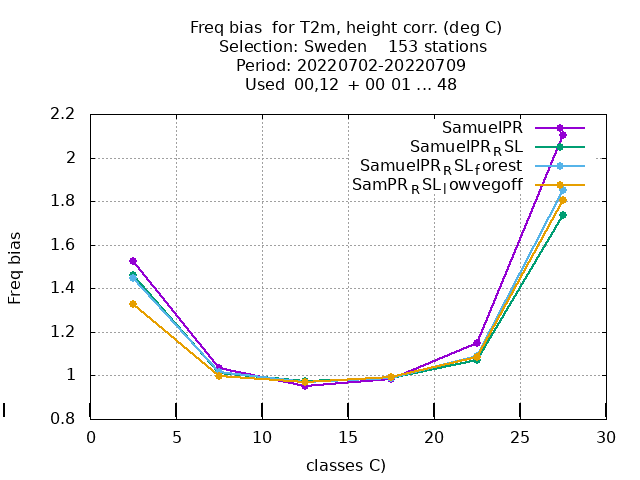 Freq bias  for T2m, height corr. (deg C)
Selection: Sweden    153 stations
Period: 20220702-20220709
Used  00,12  + 00 01 ... 48
2.2
2
1.8
1.6
1.4
1.2
1
0.8
Freq bias
SamuelPR
SamuelPR_RSL
SamuelPR_RSL_forest
SamPR_RSL_lowvegoff
0 5 10 15 20 25 30
classes C)